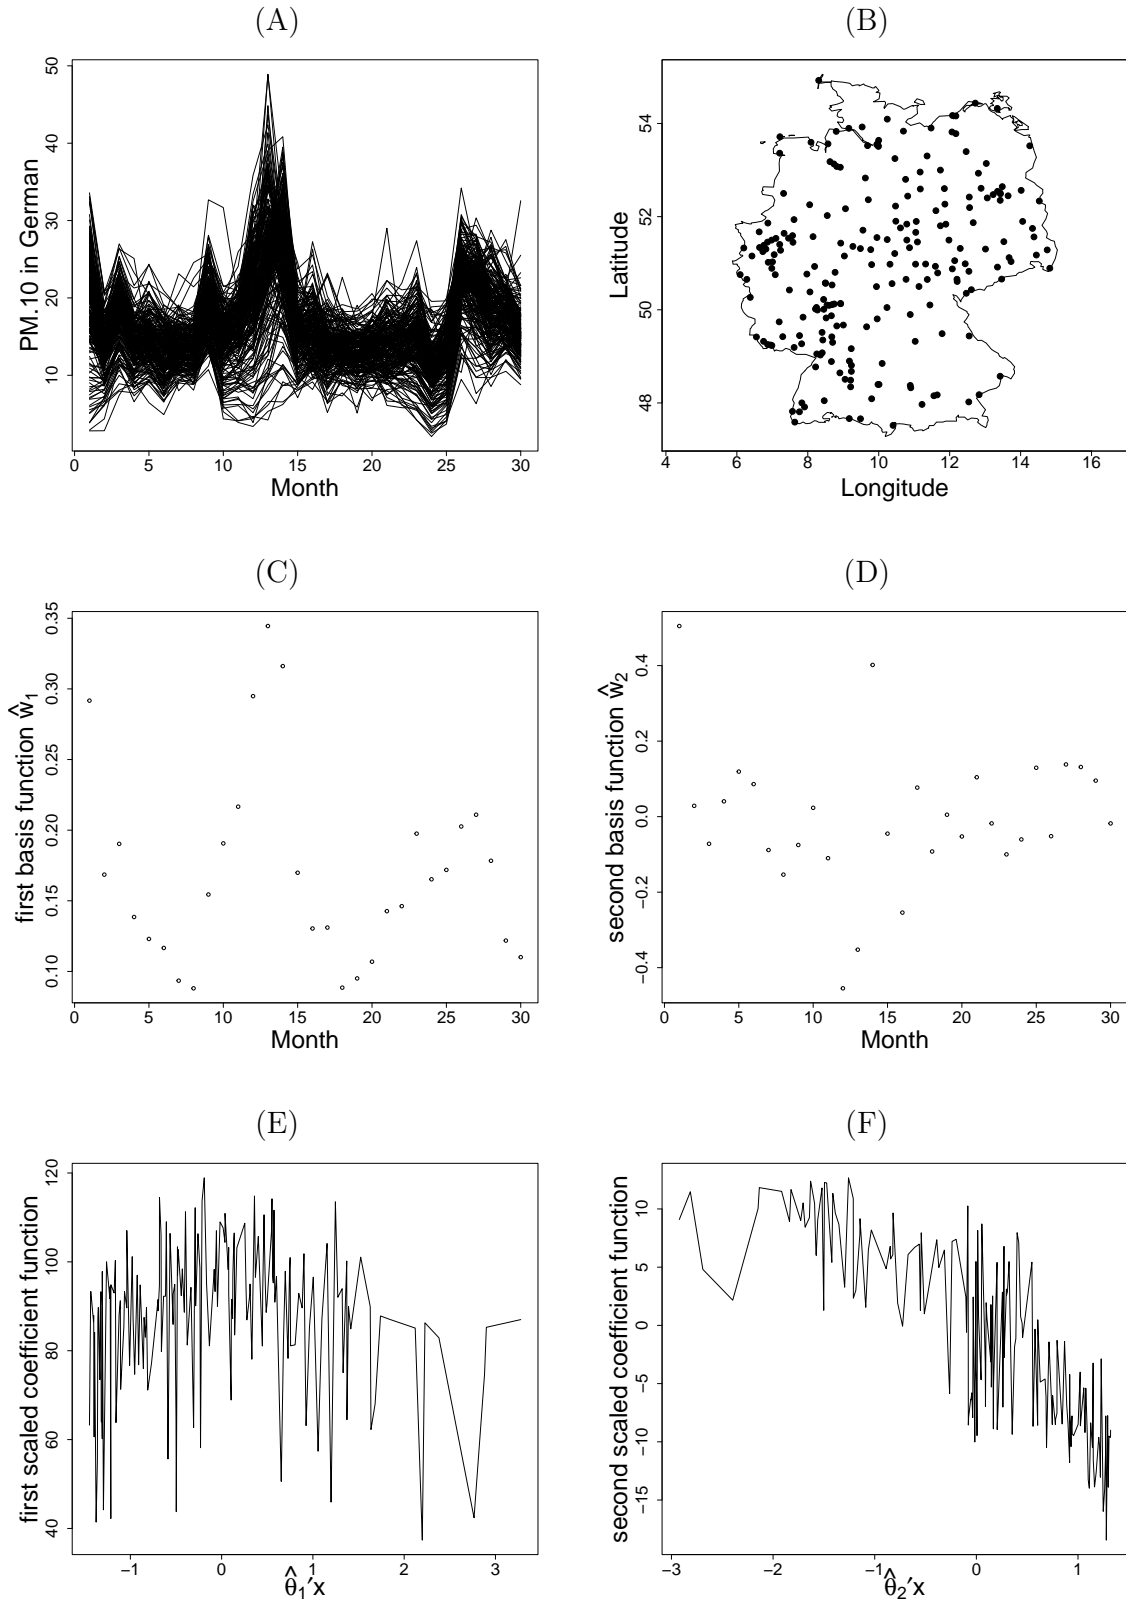 (A)
(B)
PM.10 in German
10 20 30 40 50
0 5 10 15 20 25 30
Month
Latitude
48 50 52 54
4 6 8 10 12 14 16
Longitude
(C)
(D)
first basis function ŵ₁
0.10 0.15 0.20 0.25 0.30 0.35
0 5 10 15 20 25 30
Month
second basis function ŵ₂
−0.4 −0.2 0.0 0.2 0.4
0 5 10 15 20 25 30
Month
(E)
(F)
first scaled coefficient function
40 60 80 100 120
−1 0 1 2 3
θ̂₁′x
second scaled coefficient function
−15 −10 −5 0 5 10
−3 −2 −1 0 1
θ̂₂′x